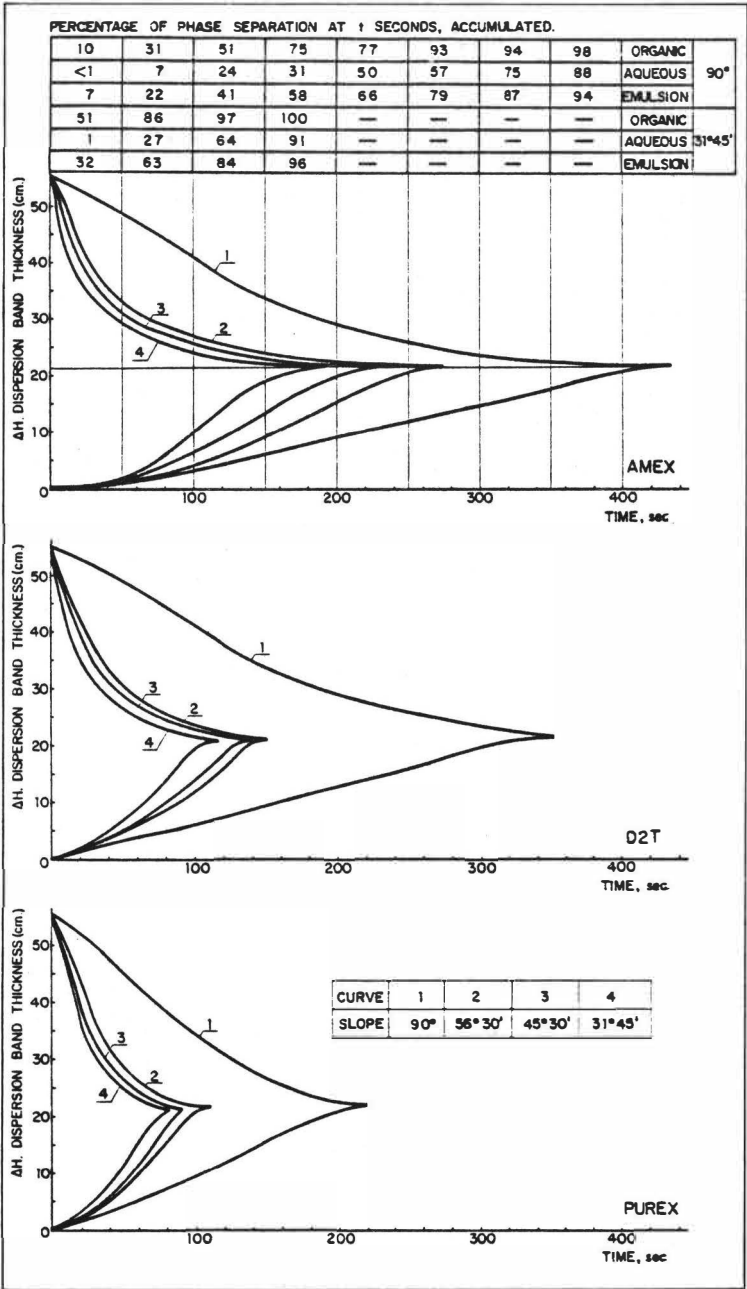 PERCENTAGE OF PHASE SEPARATION AT t SECONDS, ACCUMULATED.
10 31 51 75 77 93 94 98 ORGANIC
<1 7 24 31 50 57 75 88 AQUEOUS 90°
7 22 41 58 66 79 87 94 EMULSION
51 86 97 100 — — — — ORGANIC
1 27 64 91 — — — — AQUEOUS 31°45'
32 63 84 96 — — — — EMULSION
ΔH. DISPERSION BAND THICKNESS (cm.)
50
40
30
20
10
0
1
3
2
4
AMEX
100 200 300 400
TIME, sec
ΔH. DISPERSION BAND THICKNESS (cm.)
50
40
30
20
10
0
1
3
2
4
D2T
100 200 300 400
TIME, sec
ΔH. DISPERSION BAND THICKNESS (cm.)
50
40
30
20
10
0
1
3
2
4
CURVE 1 2 3 4
SLOPE 90° 56°30' 45°30' 31°45'
PUREX
100 200 300 400
TIME, sec